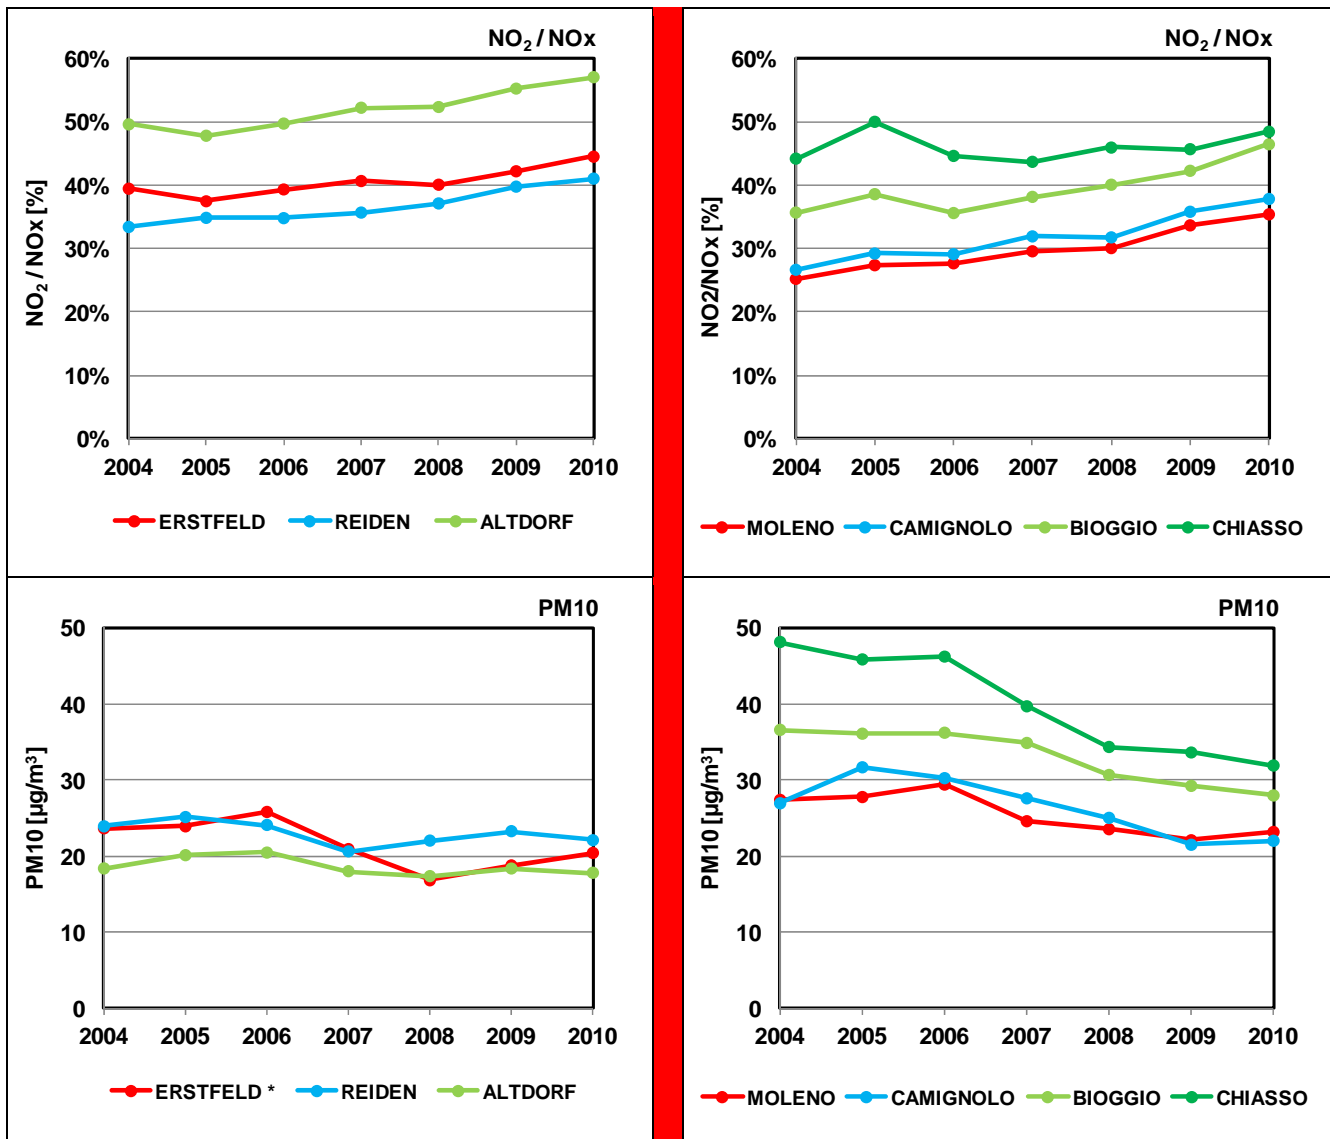 NO2 / NOx
60%
50%
40%
30%
20%
10%
0%
NO2 / NOx [%]
2004 2005 2006 2007 2008 2009 2010
ERSTFELD REIDEN ALTDORF
NO2 / NOx
60%
50%
40%
30%
20%
10%
0%
NO2/NOx [%]
2004 2005 2006 2007 2008 2009 2010
MOLENO CAMIGNOLO BIOGGIO CHIASSO
PM10
50
40
30
20
10
0
PM10 [µg/m³]
2004 2005 2006 2007 2008 2009 2010
ERSTFELD * REIDEN ALTDORF
PM10
50
40
30
20
10
0
PM10 [µg/m³]
2004 2005 2006 2007 2008 2009 2010
MOLENO CAMIGNOLO BIOGGIO CHIASSO